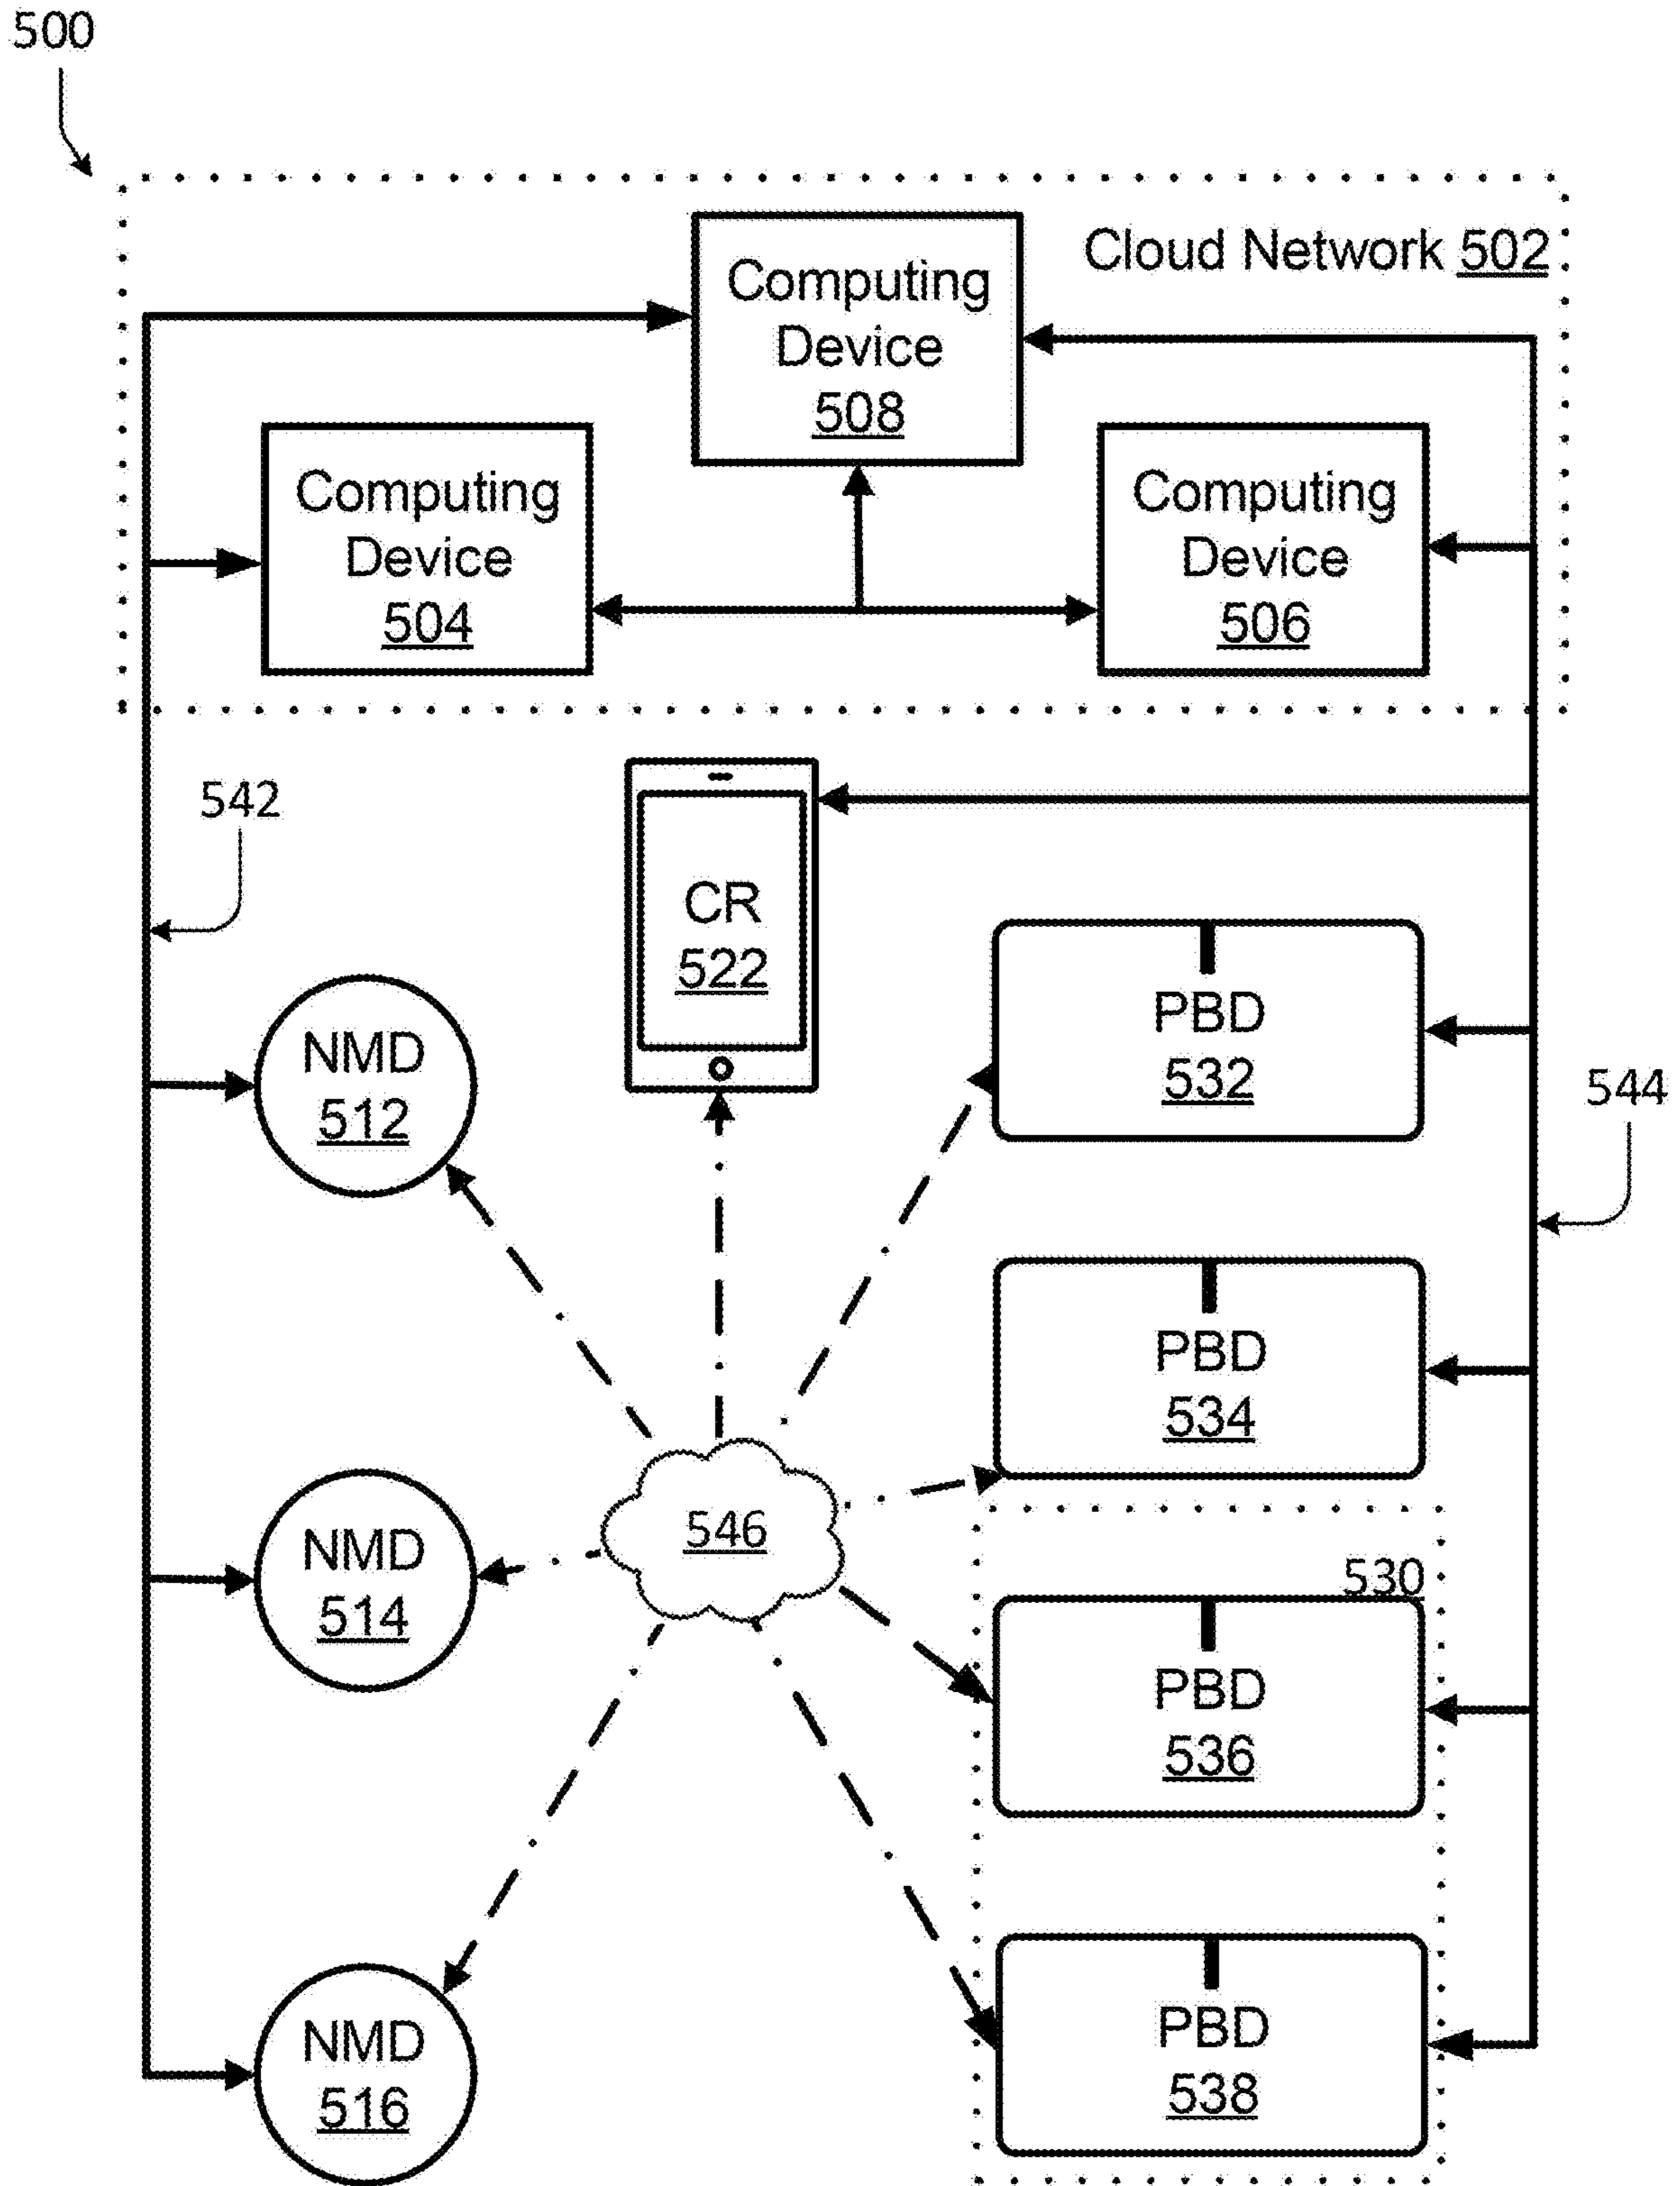 500
Cloud Network 502
Computing
Device
508
Computing
Device
504
Computing
Device
506
542
CR
522
PBD
532
NMD
512
544
PBD
534
546
NMD
514
530
PBD
536
NMD
516
PBD
538